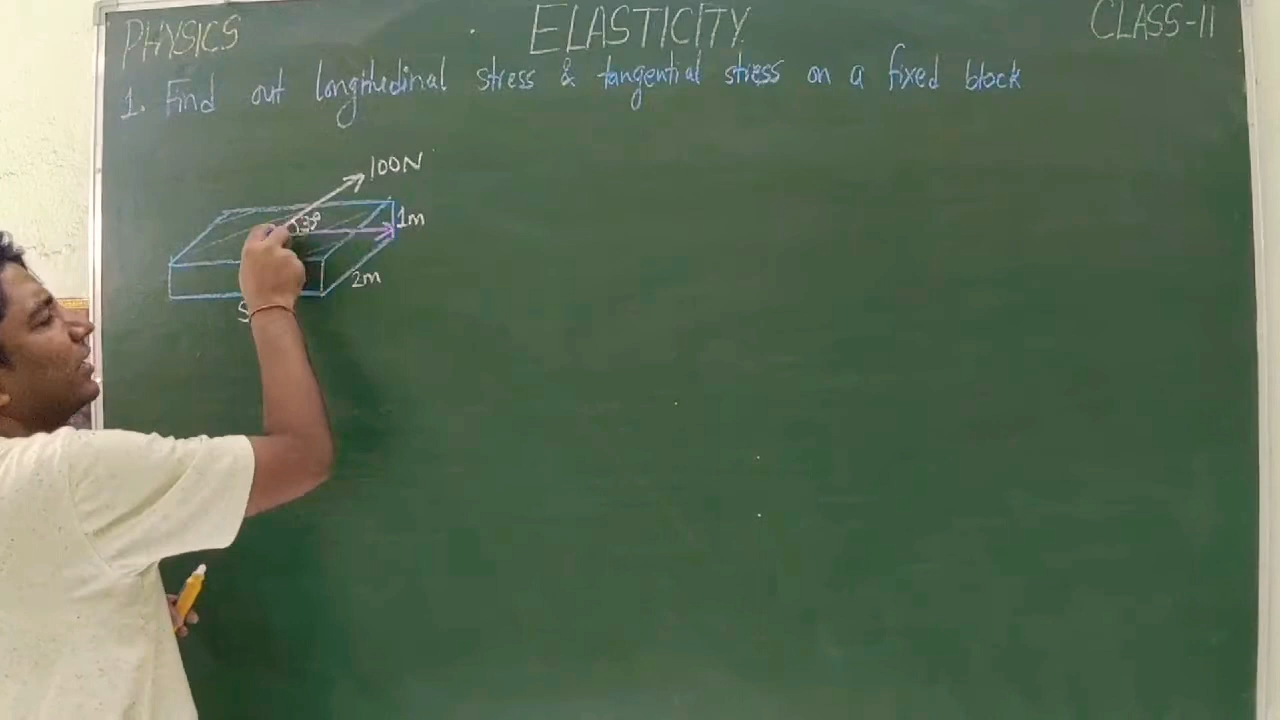 PHYSICS
ELASTICITY
CLASS-11
1. Find out longitudinal stress & tangential stress on a fixed block
100N
1m
2m